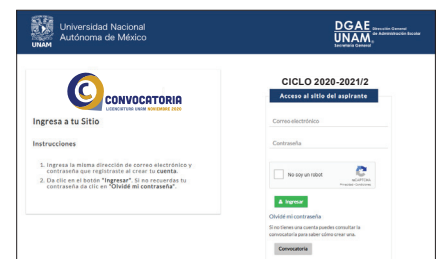 Universidad Nacional
Autónoma de México
UNAM
DGAE Dirección General
de Administración Escolar
UNAM
Secretaría General
CONVOCATORIA
LICENCIATURA UNAM NOVIEMBRE 2020
Ingresa a tu Sitio
Instrucciones
1. Ingresa la misma dirección de correo electrónico y
contraseña que registraste al crear tu cuenta.
2. Da clic en el botón "Ingresar". Si no recuerdas tu
contraseña da clic en "Olvidé mi contraseña".
CICLO 2020-2021/2
Acceso al sitio del aspirante
Correo electrónico
Contraseña
No soy un robot
reCAPTCHA
Privacidad - Condiciones
Ingresar
Olvidé mi contraseña
Si no tienes una cuenta puedes consultar la
convocatoria para saber cómo crear una.
Convocatoria